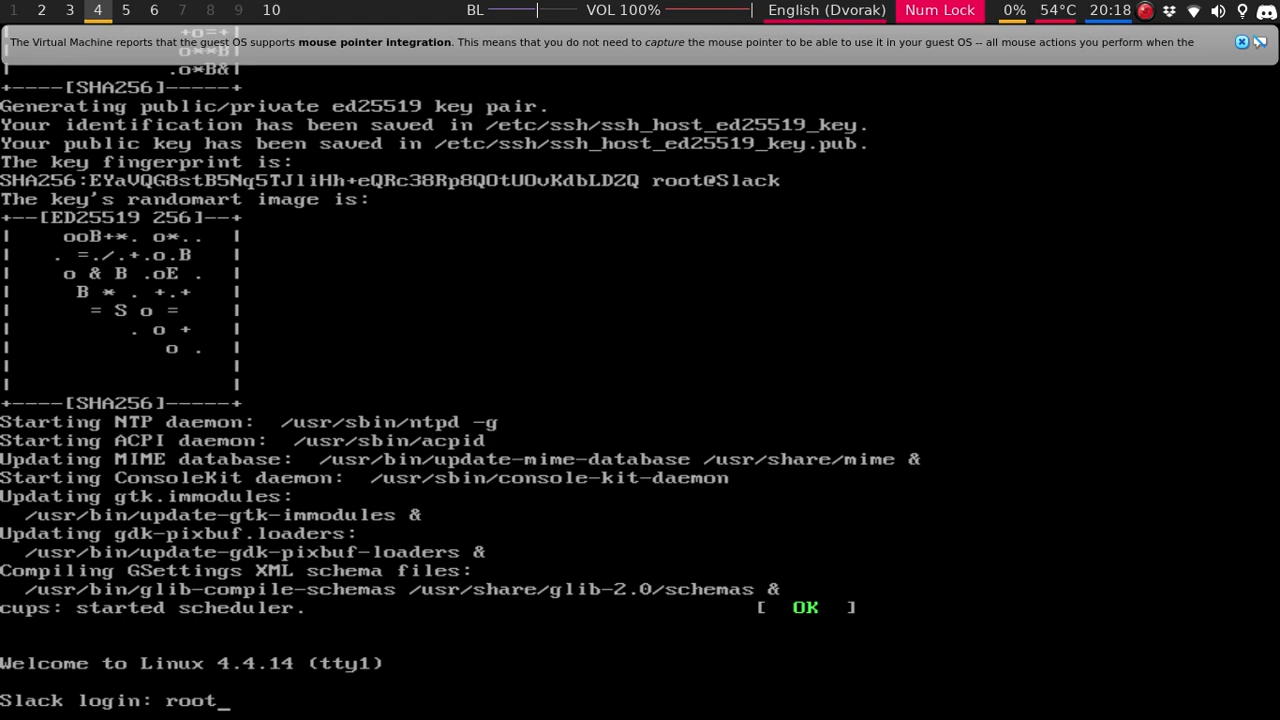 1 2 3 4 5 6 7 8 9 10 BL VOL 100% English (Dvorak) Num Lock 0% 54°C 20:18
The Virtual Machine reports that the guest OS supports mouse pointer integration. This means that you do not need to capture the mouse pointer to be able to use it in your guest OS -- all mouse actions you perform when the
| .o*B&|
+----[SHA256]-----+
Generating public/private ed25519 key pair.
Your identification has been saved in /etc/ssh/ssh_host_ed25519_key.
Your public key has been saved in /etc/ssh/ssh_host_ed25519_key.pub.
The key fingerprint is:
SHA256:EYaVQG8stB5Nq5TJliHh+eQRc38Rp8QOtUOvKdbLDZQ root@Slack
The key's randomart image is:
+--[ED25519 256]--+
|    ooB+*. o*..  |
|   . =./.+.o.B   |
|    o & B .oE .  |
|     B * . +.+   |
|      = S o =    |
|         . o +   |
|            o .  |
|                 |
|                 |
+----[SHA256]-----+
Starting NTP daemon:  /usr/sbin/ntpd -g
Starting ACPI daemon:  /usr/sbin/acpid
Updating MIME database:  /usr/bin/update-mime-database /usr/share/mime &
Starting ConsoleKit daemon:  /usr/sbin/console-kit-daemon
Updating gtk.immodules:
  /usr/bin/update-gtk-immodules &
Updating gdk-pixbuf.loaders:
  /usr/bin/update-gdk-pixbuf-loaders &
Compiling GSettings XML schema files:
  /usr/bin/glib-compile-schemas /usr/share/glib-2.0/schemas &
cups: started scheduler. [ OK ]
Welcome to Linux 4.4.14 (tty1)
Slack login: root_